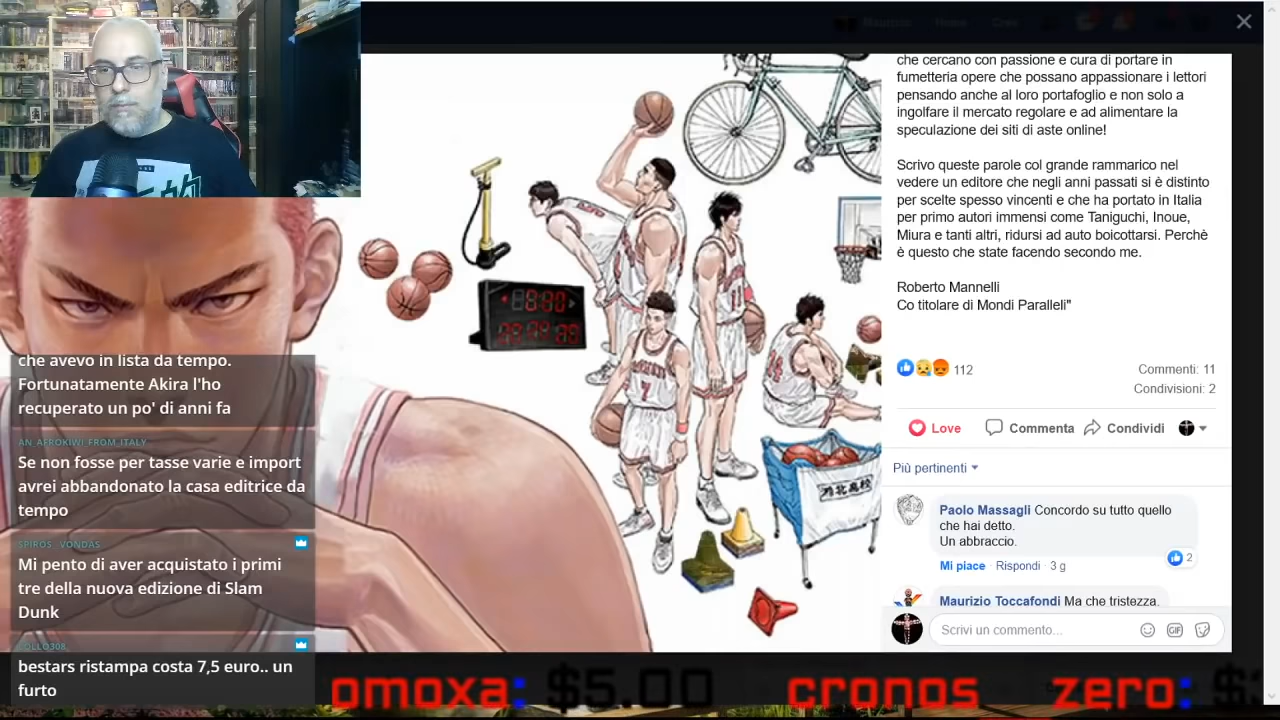 che cercano con passione e cura di portare in
fumetteria opere che possano appassionare i lettori
pensando anche al loro portafoglio e non solo a
ingolfare il mercato regolare e ad alimentare la
speculazione dei siti di aste online!
Scrivo queste parole col grande rammarico nel
vedere un editore che negli anni passati si è distinto
per scelte spesso vincenti e che ha portato in Italia
per primo autori immensi come Taniguchi, Inoue,
Miura e tanti altri, ridursi ad auto boicottarsi. Perchè
è questo che state facendo secondo me.
Roberto Mannelli
Co titolare di Mondi Paralleli"
112
Commenti: 11
Condivisioni: 2
Love
Commenta
Condividi
Più pertinenti
Paolo Massagli Concordo su tutto quello
che hai detto.
Un abbraccio.
2
Mi piace · Rispondi · 3 g
Maurizio Toccafondi Ma che tristezza.
Scrivi un commento...
GIF
che avevo in lista da tempo.
Fortunatamente Akira l'ho
recuperato un po' di anni fa
AN_AFROKIWI_FROM_ITALY
Se non fosse per tasse varie e import
avrei abbandonato la casa editrice da
tempo
SPIROS_VONDAS
Mi pento di aver acquistato i primi
tre della nuova edizione di Slam
Dunk
bestars ristampa costa 7,5 euro.. un
furto
omoxa: $5.00 cronos zero:
7
湘北高校